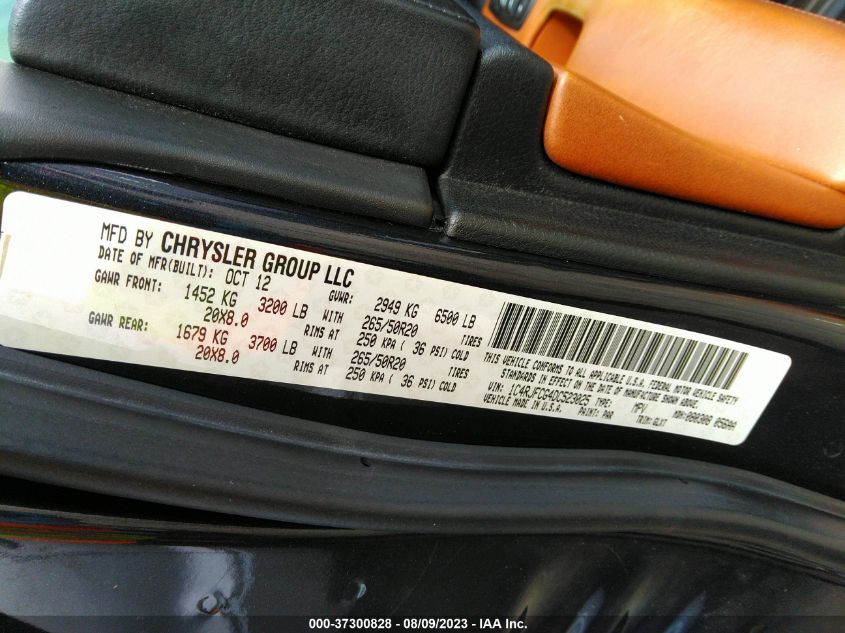 MFD BY CHRYSLER GROUP LLC
DATE OF MFR(BUILT): OCT 12 GVWR: 2949 KG 6500 LB
GAWR FRONT: 1452 KG 3200 LB WITH 265/50R20 TIRES
20X8.0 RIMS AT 250 KPA ( 36 PSI) COLD
GAWR REAR: 1679 KG 3700 LB WITH 265/50R20 TIRES
20X8.0 RIMS AT 250 KPA ( 36 PSI) COLD
THIS VEHICLE CONFORMS TO ALL APPLICABLE U.S.A. FEDERAL MOTOR VEHICLE SAFETY
STANDARDS IN EFFECT ON THE DATE OF MANUFACTURE SHOWN ABOVE.
VIN: 1C4RJFCG4DC523025 TYPE: MPV MDH:
VEHICLE MADE IN U.S.A. PAINT: PAR TRIM:
000-37300828 - 08/09/2023 - IAA Inc.